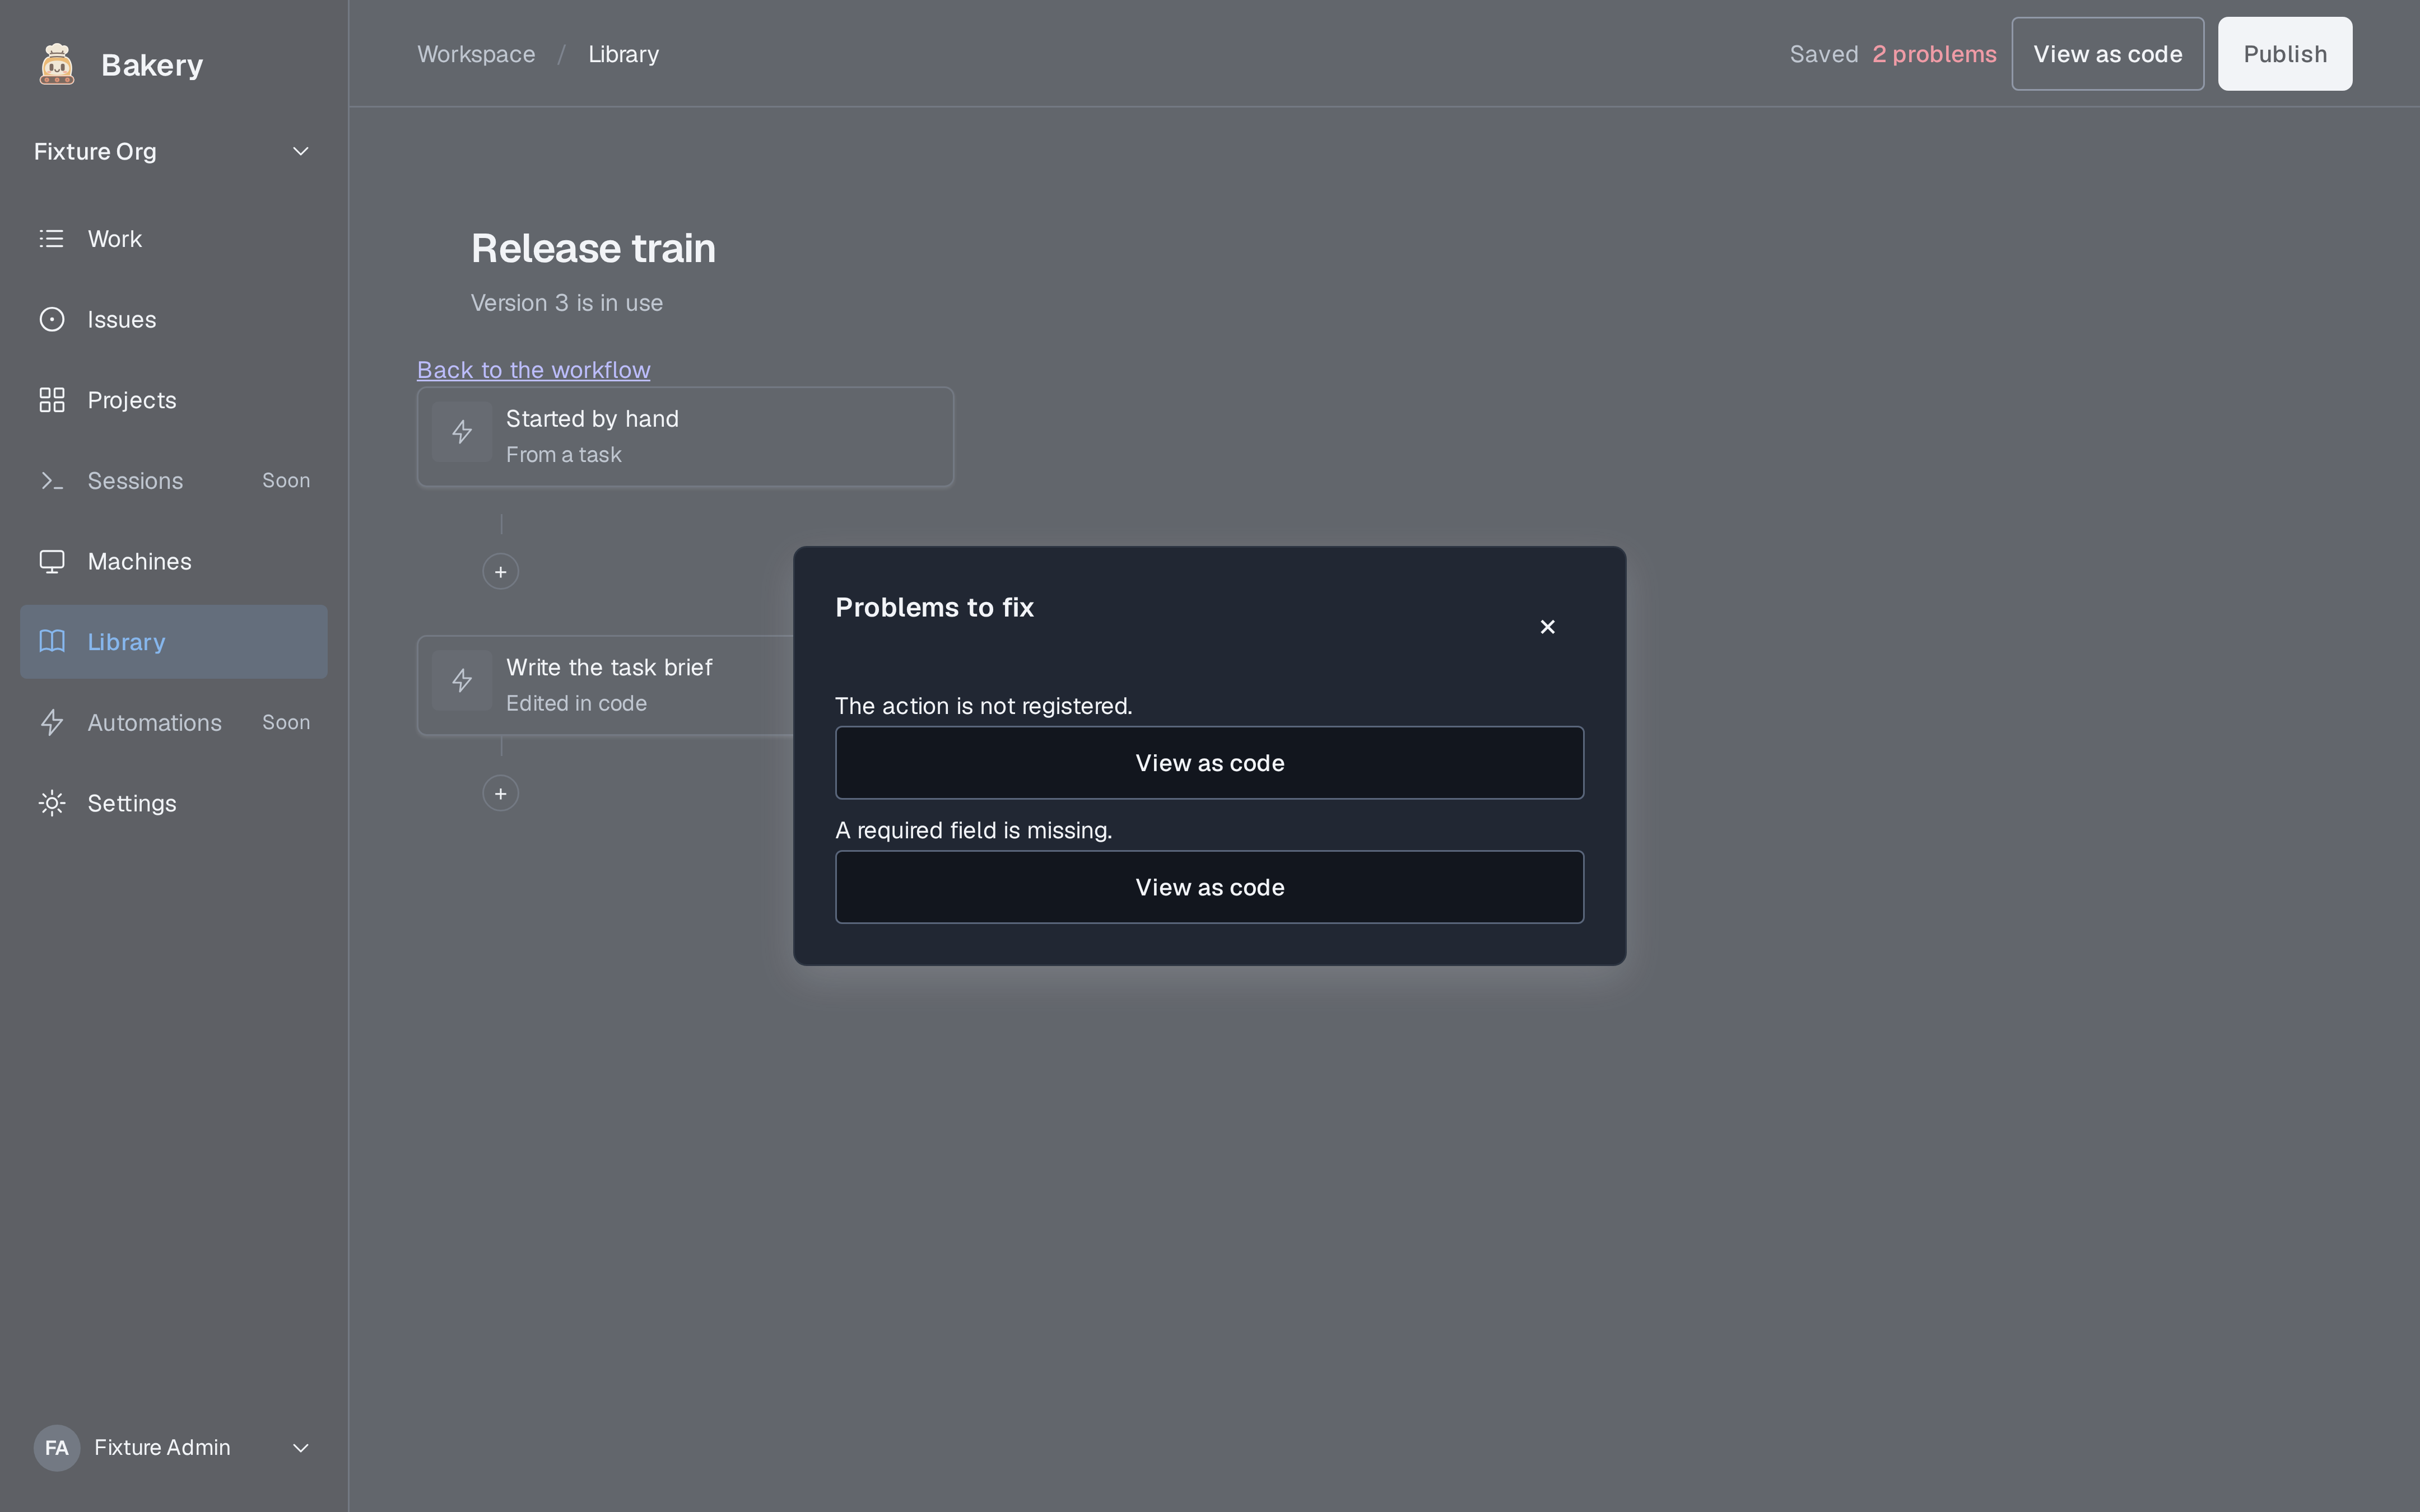 Bakery
Fixture Org
Work
Issues
Projects
Sessions Soon
Machines
Library
Automations Soon
Settings
FA Fixture Admin
Workspace / Library
Saved 2 problems View as code Publish
Release train
Version 3 is in use
Back to the workflow
Started by hand
From a task
+
Write the task brief
Edited in code
+
Problems to fix
×
The action is not registered.
View as code
A required field is missing.
View as code